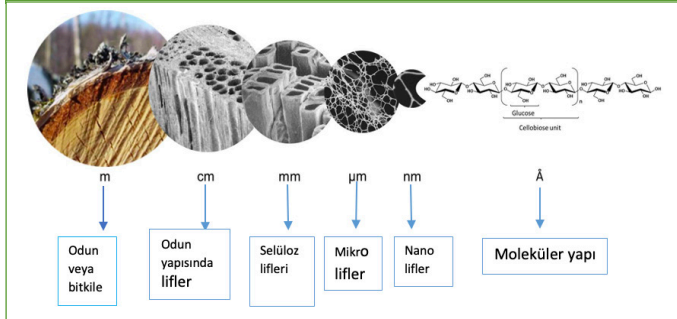 Glucose
n
Cellobiose unit
m
cm
mm
µm
nm
Å
Odun
veya
bitkile
Odun
yapısında
lifler
Selüloz
lifleri
Mikro
lifler
Nano
lifler
Moleküler yapı